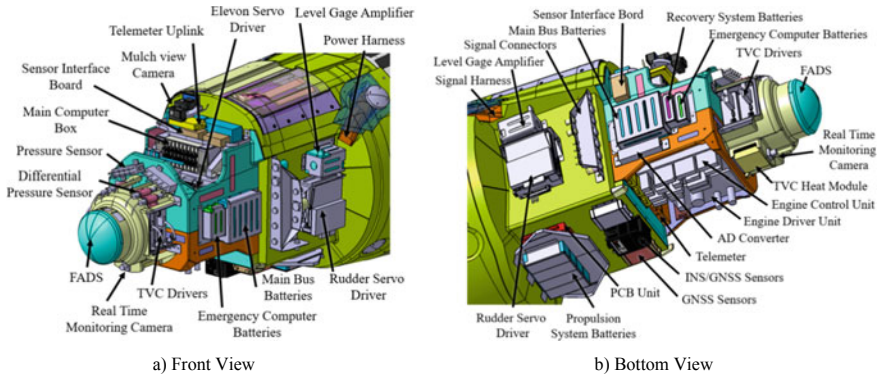 Elevon Servo
Driver
Telemeter Uplink
Mulch view
Camera
Sensor Interface
Board
Main Computer
Box
Pressure Sensor
Differential
Pressure Sensor
FADS
Real Time
Monitoring Camera
TVC Drivers
Emergency Computer
Batteries
Main Bus
Batteries
Rudder Servo
Driver
Level Gage Amplifier
Power Harness
a) Front View
Sensor Interface Bord
Main Bus Batteries
Signal Connectors
Level Gage Amplifier
Signal Harness
Recovery System Batteries
Emergency Computer Batteries
TVC Drivers
FADS
Real Time
Monitoring
Camera
TVC Heat Module
Engine Control Unit
Engine Driver Unit
AD Converter
Telemeter
INS/GNSS Sensors
GNSS Sensors
PCB Unit
Propulsion
System Batteries
Rudder Servo
Driver
b) Bottom View